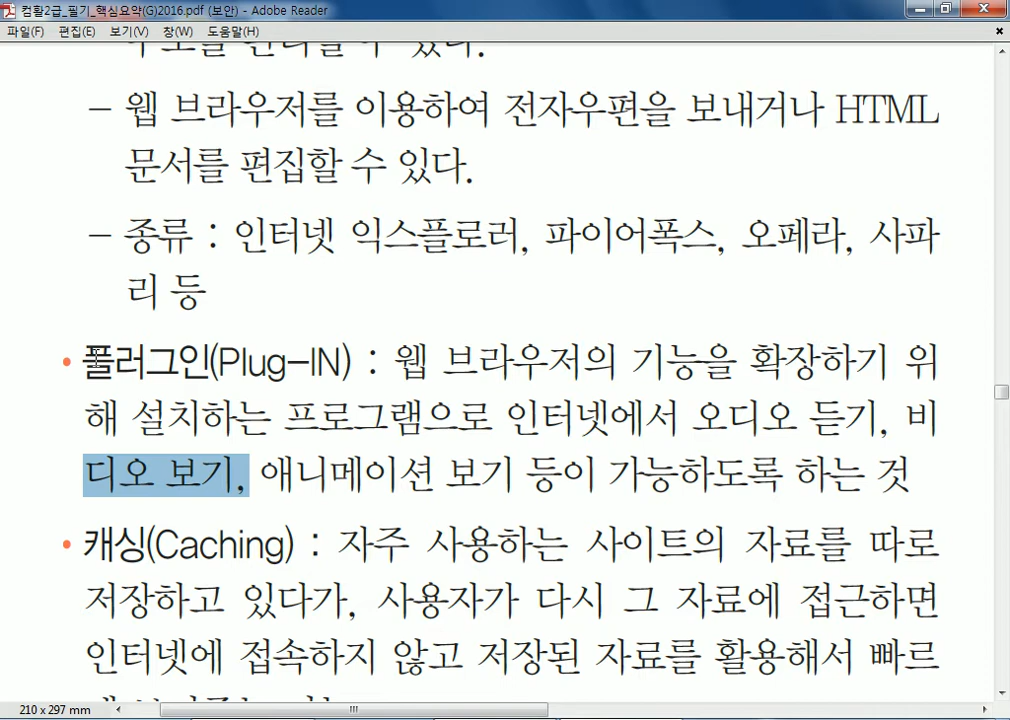 컴활2급_필기_핵심요약(G)2016.pdf (보안) - Adobe Reader
파일(F) 편집(E) 보기(V) 창(W) 도움말(H)
- 웹 브라우저를 이용하여 전자우편을 보내거나 HTML
문서를 편집할 수 있다.
- 종류 : 인터넷 익스플로러, 파이어폭스, 오페라, 사파
리 등
• 플러그인(Plug-IN) : 웹 브라우저의 기능을 확장하기 위
해 설치하는 프로그램으로 인터넷에서 오디오 듣기, 비
디오 보기, 애니메이션 보기 등이 가능하도록 하는 것
• 캐싱(Caching) : 자주 사용하는 사이트의 자료를 따로
저장하고 있다가, 사용자가 다시 그 자료에 접근하면
인터넷에 접속하지 않고 저장된 자료를 활용해서 빠르
210 x 297 mm